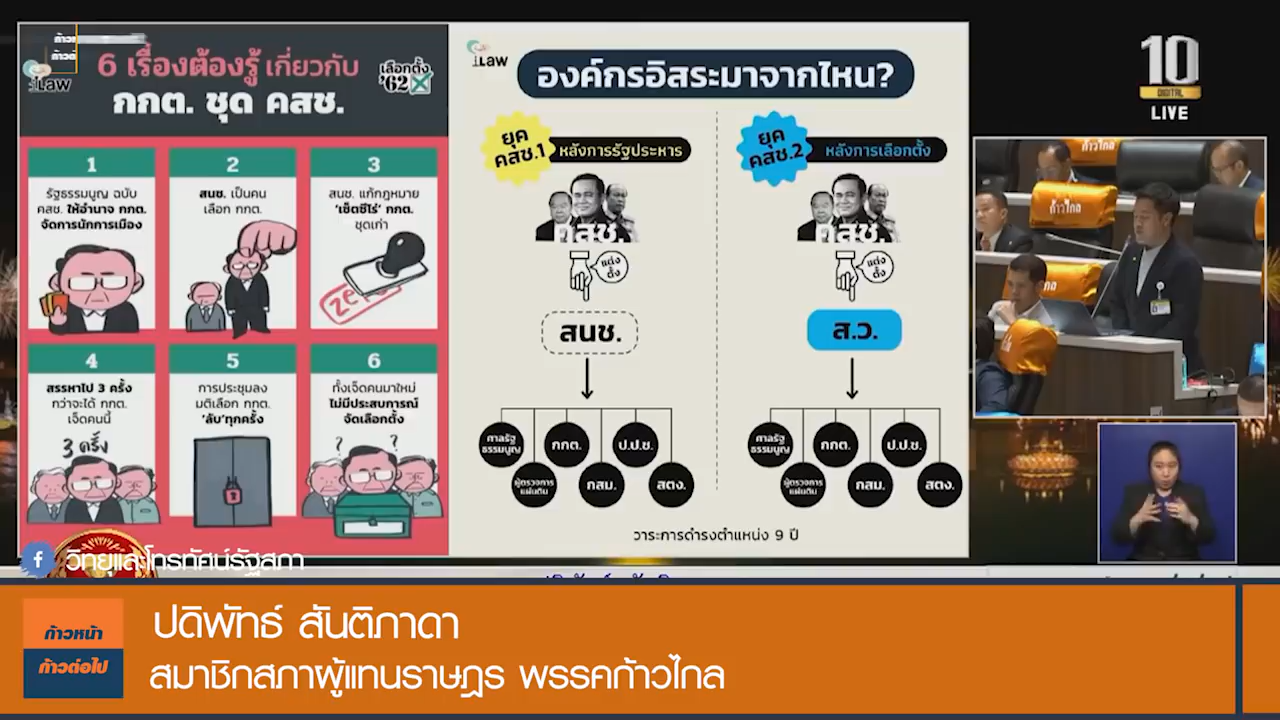 iLAW
6 เรื่องต้องรู้ เกี่ยวกับ
กกต. ชุด คสช.
เลือกตั้ง
'62
1
รัฐธรรมนูญ ฉบับ
คสช. ให้อำนาจ กกต.
จัดการนักการเมือง
2
สนช. เป็นคน
เลือก กกต.
3
สนช. แก้กฎหมาย
'เซ็ตซีโร่' กกต.
ชุดเก่า
4
สรรหาไป 3 ครั้ง
กว่าจะได้ กกต.
เจ็ดคนนี้
3 ครั้ง
5
การประชุมลง
มติเลือก กกต.
'ลับ'ทุกครั้ง
6
ทั้งเจ็ดคนมาใหม่
ไม่มีประสบการณ์
จัดเลือกตั้ง
? ?
iLAW
องค์กรอิสระมาจากไหน?
ยุค
คสช.1
หลังการรัฐประหาร
คสช.
แต่ง
ตั้ง
สนช.
ศาลรัฐ
ธรรมนูญ
กกต.
ป.ป.ช.
ผู้ตรวจการ
แผ่นดิน
กสม.
สตง.
ยุค
คสช.2
หลังการเลือกตั้ง
คสช.
แต่ง
ตั้ง
ส.ว.
ศาลรัฐ
ธรรมนูญ
กกต.
ป.ป.ช.
ผู้ตรวจการ
แผ่นดิน
กสม.
สตง.
วาระการดำรงตำแหน่ง 9 ปี
10
DIGITAL
LIVE
ก้าวไกล
ก้าวไกล
วิทยุและโทรทัศน์รัฐสภา
ก้าวหน้า
ก้าวต่อไป
ปดิพัทธ์ สันติภาดา
สมาชิกสภาผู้แทนราษฎร พรรคก้าวไกล